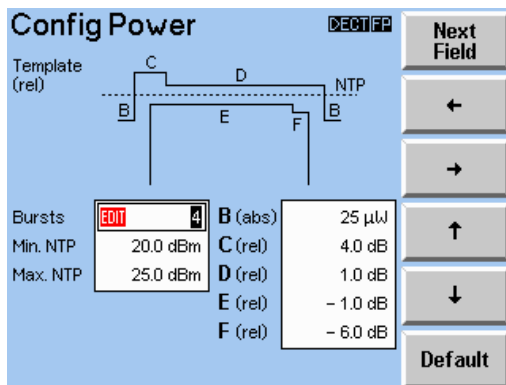 Config Power
DECT FP
Template
(rel)
C
D
NTP
B
E
F
B
Bursts EDIT 4
Min. NTP 20.0 dBm
Max. NTP 25.0 dBm
B (abs) 25 µW
C (rel) 4.0 dB
D (rel) 1.0 dB
E (rel) – 1.0 dB
F (rel) – 6.0 dB
Next
Field
←
→
↑
↓
Default